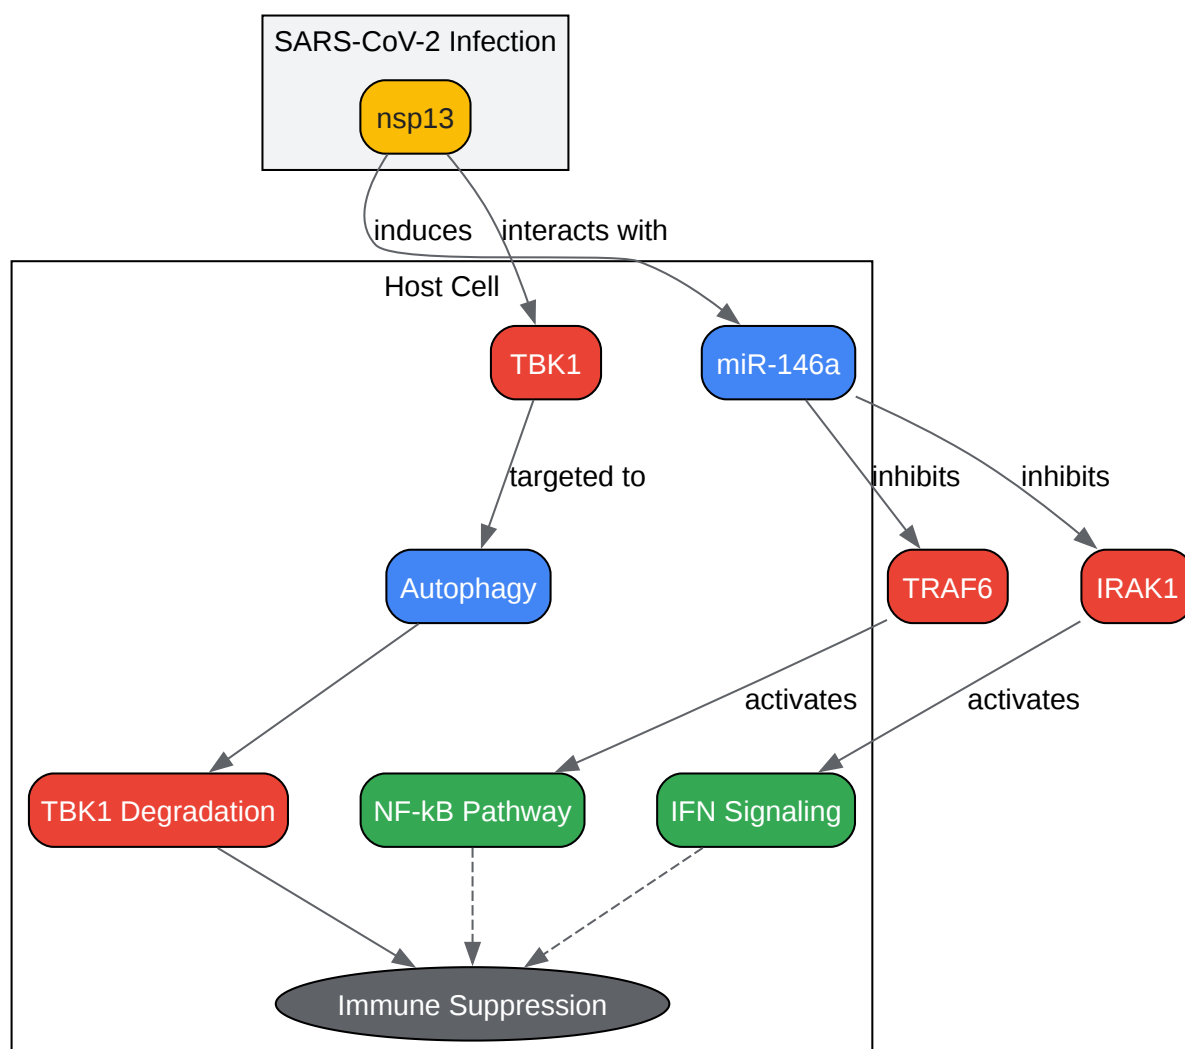 SARS-CoV-2 Infection
nsp13
induces
interacts with
Host Cell
TBK1
miR-146a
targeted to
inhibits
inhibits
Autophagy
TRAF6
IRAK1
activates
activates
TBK1 Degradation
NF-kB Pathway
IFN Signaling
Immune Suppression